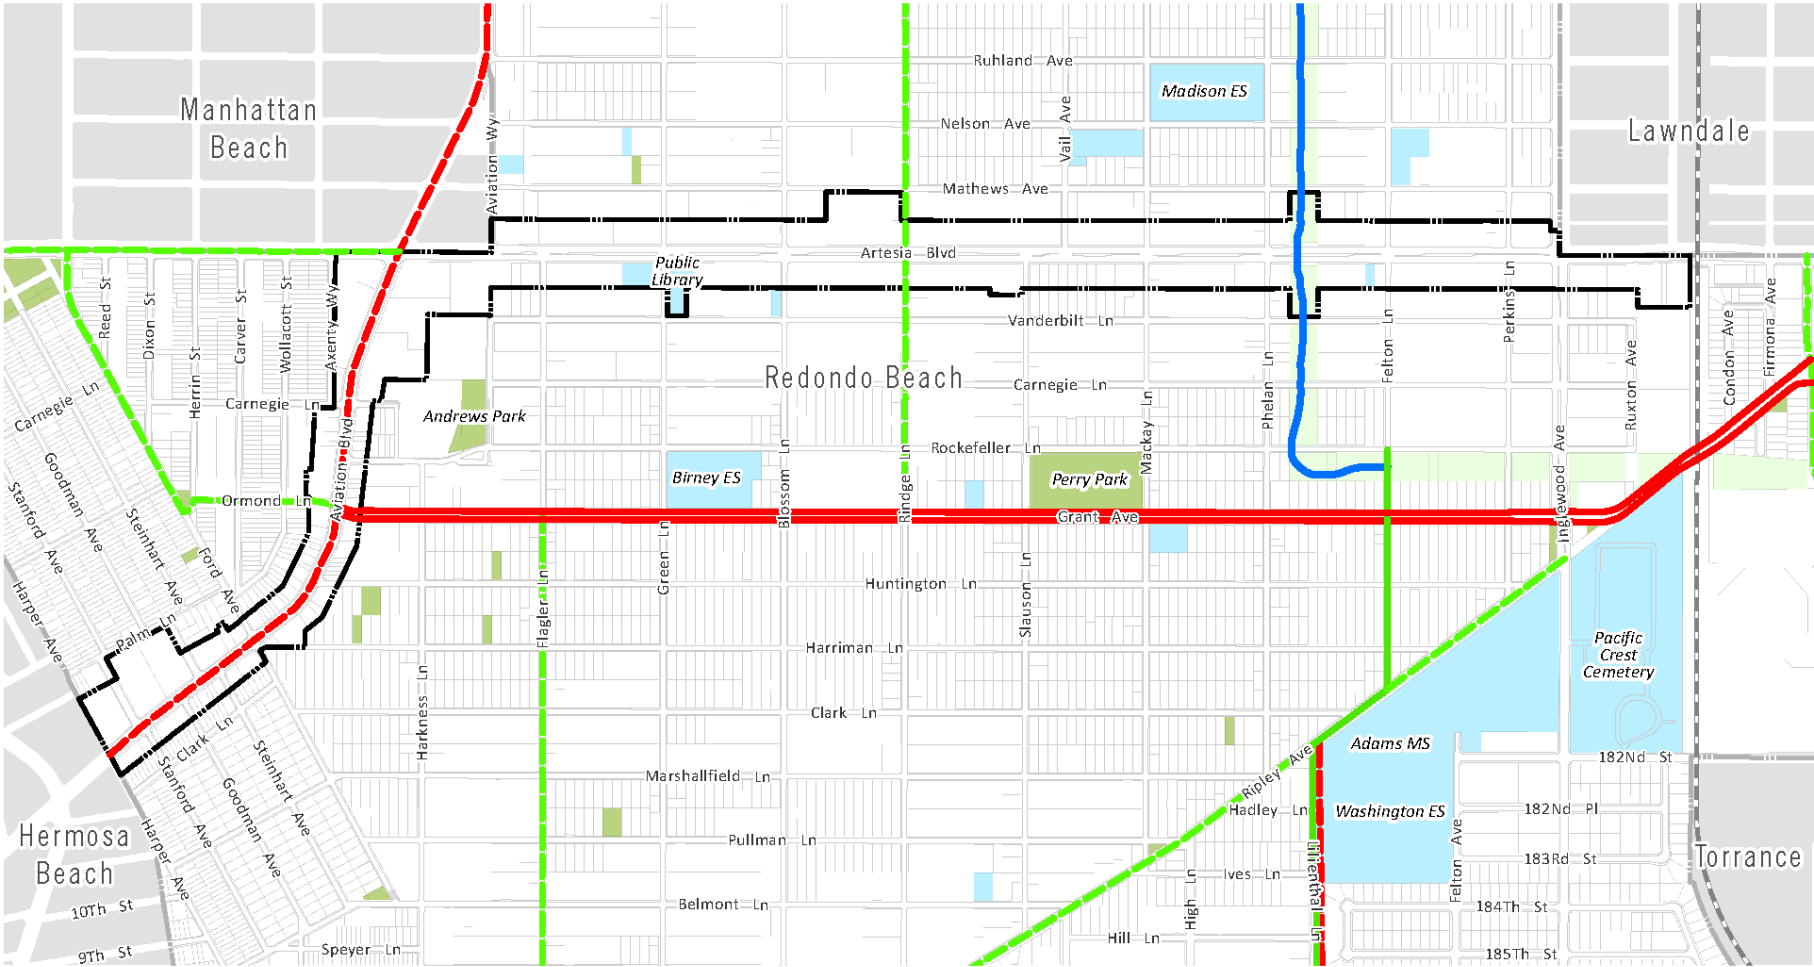 Ruhland Ave
Madison ES
Manhattan
Beach
Aviation Wy
Nelson Ave
Vail Ave
Lawndale
Mathews Ave
Artesia Blvd
Public
Library
Reed St
Dixon St
Herrin St
Carver St
Wollacott St
Axenty Wy
Vanderbilt Ln
Perkins Ln
Felton Ln
Phelan Ln
Ruxton Ave
Condon Ave
Firmona Ave
Redondo Beach
Carnegie Ln
Carnegie Ln
Carnegie Ln
Andrews Park
Aviation Blvd
Rockefeller Ln
Mackay Ln
Inglewood Ave
Birney ES
Blossom Ln
Rindge Ln
Perry Park
Goodman Ave
Stanford Ave
Steinhart Ave
Ormond Ln
Grant Ave
Ford Ave
Harper Ave
Palm Ln
Flagler Ln
Green Ln
Huntington Ln
Slauson Ln
Harriman Ln
Pacific
Crest
Cemetery
Harkness Ln
Clark Ln
Clark Ln
Adams MS
182Nd St
Steinhart Ave
Stanford Ave
Goodman Ave
Marshallfield Ln
Ripley Ave
Hadley Ln
Washington ES
182Nd Pl
Hermosa
Beach
Harper Ave
Pullman Ln
Felton Ave
183Rd St
Torrance
Ives Ln
Lilienthal Ln
High Ln
10Th St
Belmont Ln
184Th St
Hill Ln
Speyer Ln
9Th St
185Th St